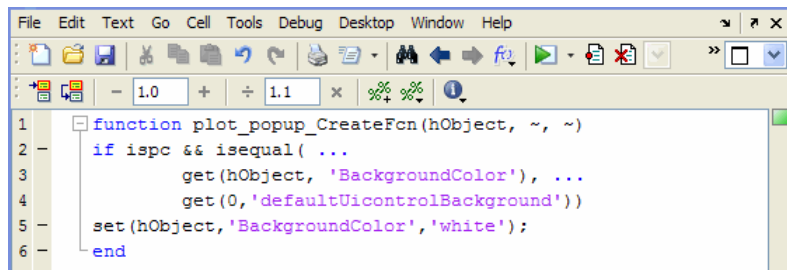 File Edit Text Go Cell Tools Debug Desktop Window Help
1.0 1.1
1 function plot_popup_CreateFcn(hObject, ~, ~)
2 if ispc && isequal( ...
3 get(hObject, 'BackgroundColor'), ...
4 get(0,'defaultUicontrolBackground'))
5 set(hObject,'BackgroundColor','white');
6 end